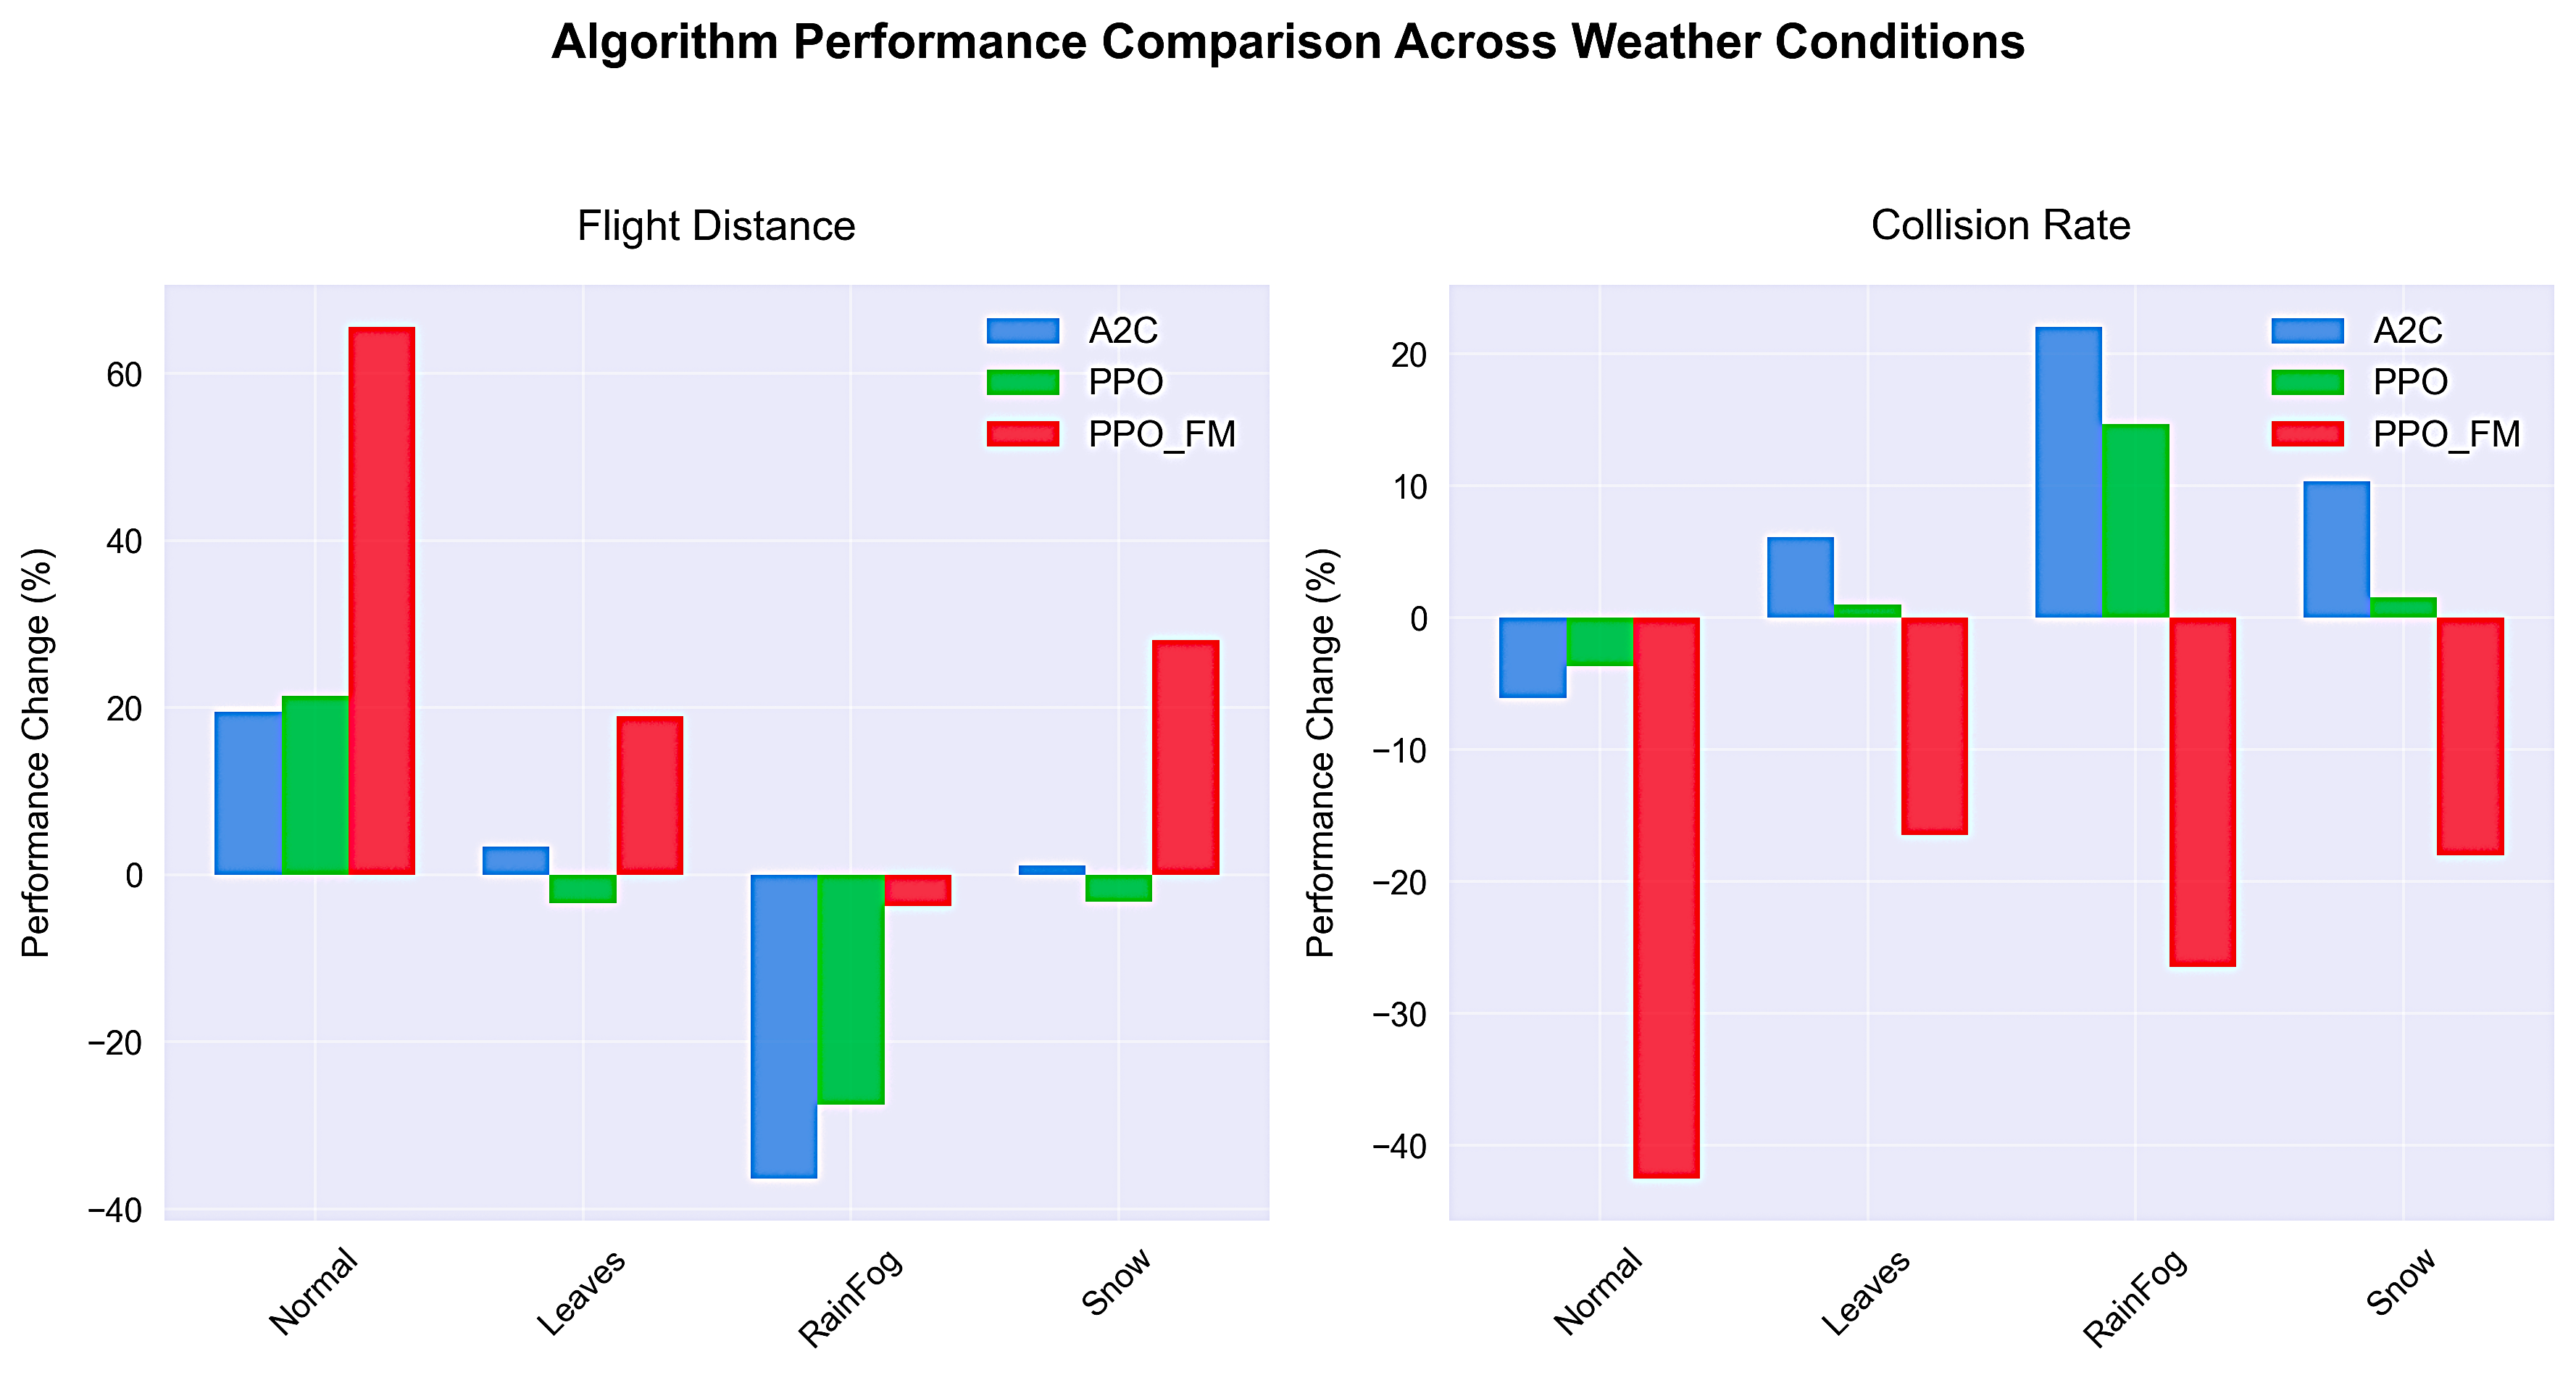 Algorithm Performance Comparison Across Weather Conditions
Flight Distance
Performance Change (%)
60
40
20
0
−20
−40
A2C
PPO
PPO_FM
Normal
Leaves
RainFog
Snow
Collision Rate
Performance Change (%)
20
10
0
−10
−20
−30
−40
A2C
PPO
PPO_FM
Normal
Leaves
RainFog
Snow